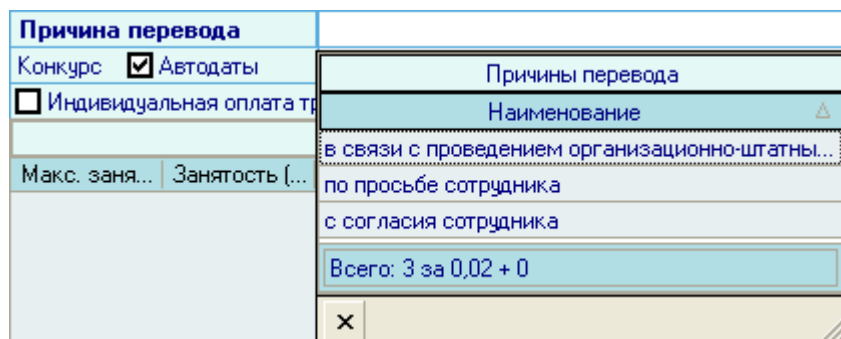 Причина перевода
Конкурс Автодаты
Индивидуальная оплата
Макс. заня... Занятость (...
Причины перевода
Наименование
в связи с проведением организационно-штатны...
по просьбе сотрудника
с согласия сотрудника
Всего: 3 за 0,02 + 0